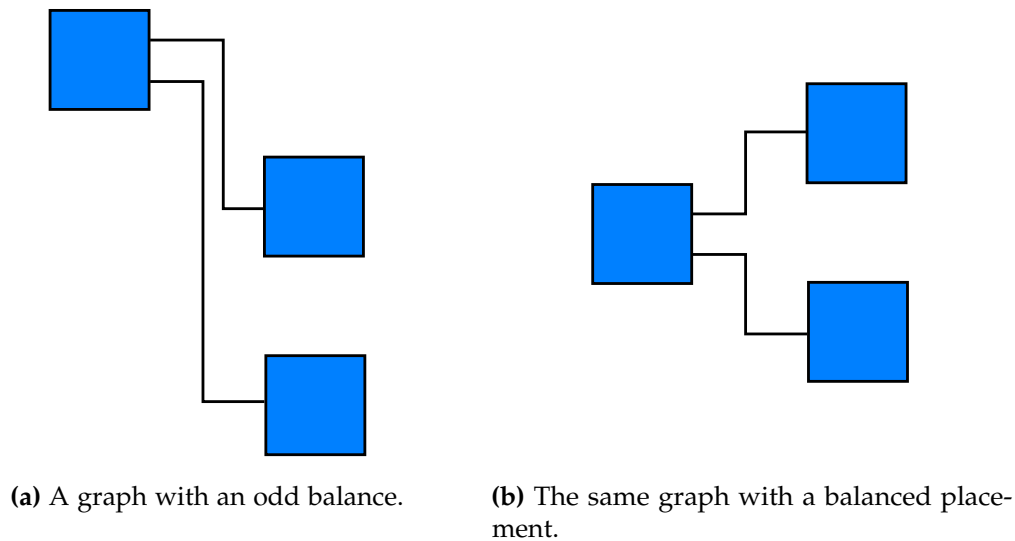 (a) A graph with an odd balance.
(b) The same graph with a balanced place-
ment.